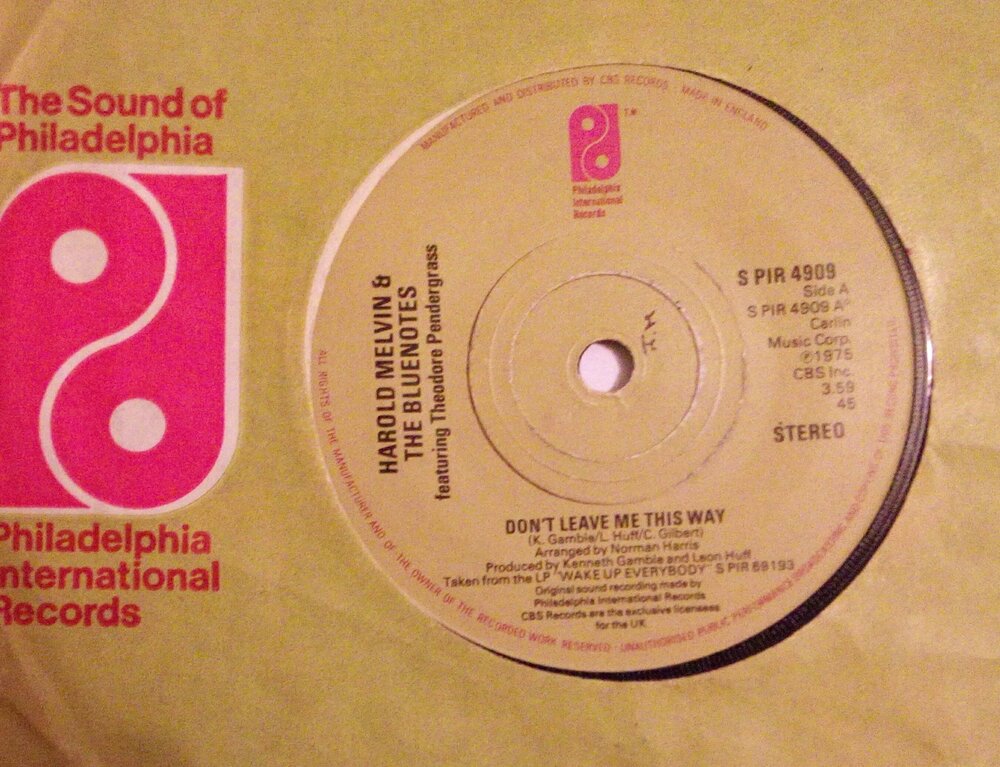 The Sound of
Philadelphia
Philadelphia
International
Records
MANUFACTURED AND DISTRIBUTED BY CBS RECORDS · MADE IN ENGLAND
TM
Philadelphia
International
Records
HAROLD MELVIN &
THE BLUENOTES
featuring Theodore Pendergrass
S PIR 4909
Side A
S PIR 4909 A
Carlin
Music Corp.
℗1975
CBS Inc.
3.59
45
STEREO
DON'T LEAVE ME THIS WAY
(K. Gamble/L. Huff/C. Gilbert)
Arranged by Norman Harris
Produced by Kenneth Gamble and Leon Huff
Taken from the LP "WAKE UP EVERYBODY" S PIR 69193
Original sound recording made by
Philadelphia International Records
CBS Records are the exclusive licensees
for the UK
ALL RIGHTS OF THE MANUFACTURER AND OF THE OWNER OF THE RECORDED WORK RESERVED · UNAUTHORISED PUBLIC PERFORMANCE BROADCASTING AND COPYING OF THIS RECORD PROHIBITED